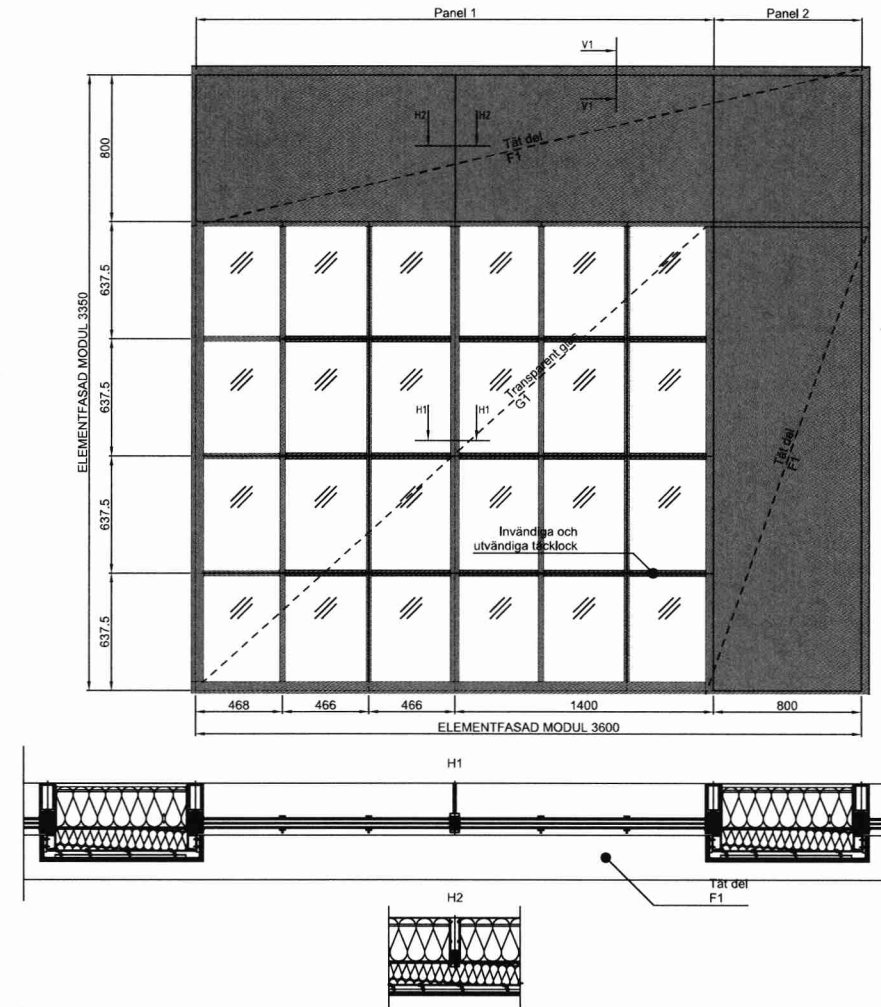 Panel 1
Panel 2
V1
V1
H2
H2
Tät del
F1
800
637.5
637.5
637.5
637.5
ELEMENTFASAD MODUL 3350
Transparent glas
G1
H1
H1
Tät del
F1
Invändiga och
utvändiga täcklock
468
466
466
1400
800
ELEMENTFASAD MODUL 3600
H1
Tät del
F1
H2